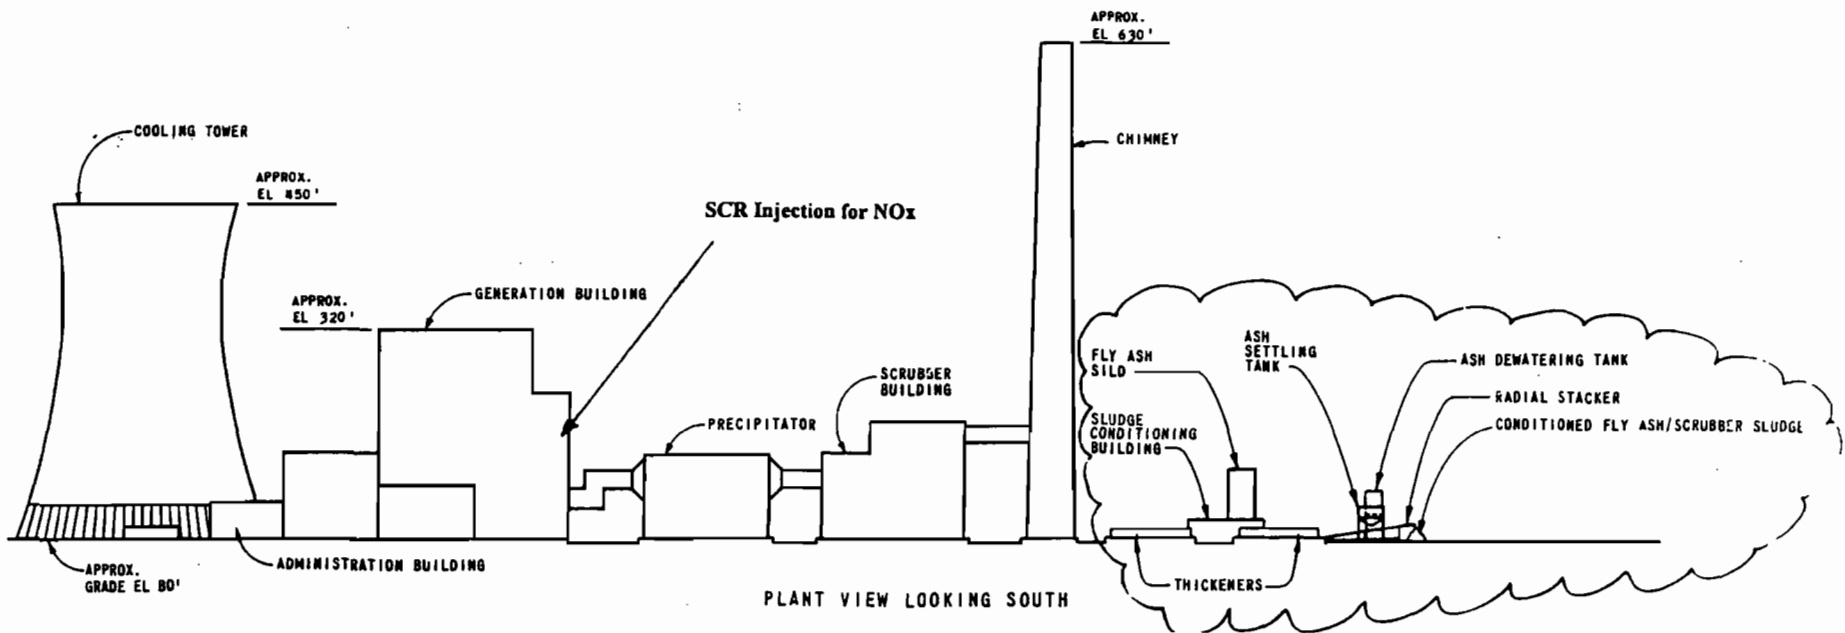 APPROX.
EL 630'
COOLING TOWER
CHIMNEY
APPROX.
EL 450'
SCR Injection for NOx
GENERATION BUILDING
APPROX.
EL 320'
ASH
SETTLING
TANK
FLY ASH
SILO
ASH DEWATERING TANK
SCRUBBER
BUILDING
RADIAL STACKER
PRECIPITATOR
SLUDGE
CONDITIONING
BUILDING
CONDITIONED FLY ASH/SCRUBBER SLUDGE
ADMINISTRATION BUILDING
APPROX.
GRADE EL 80'
THICKENERS
PLANT VIEW LOOKING SOUTH